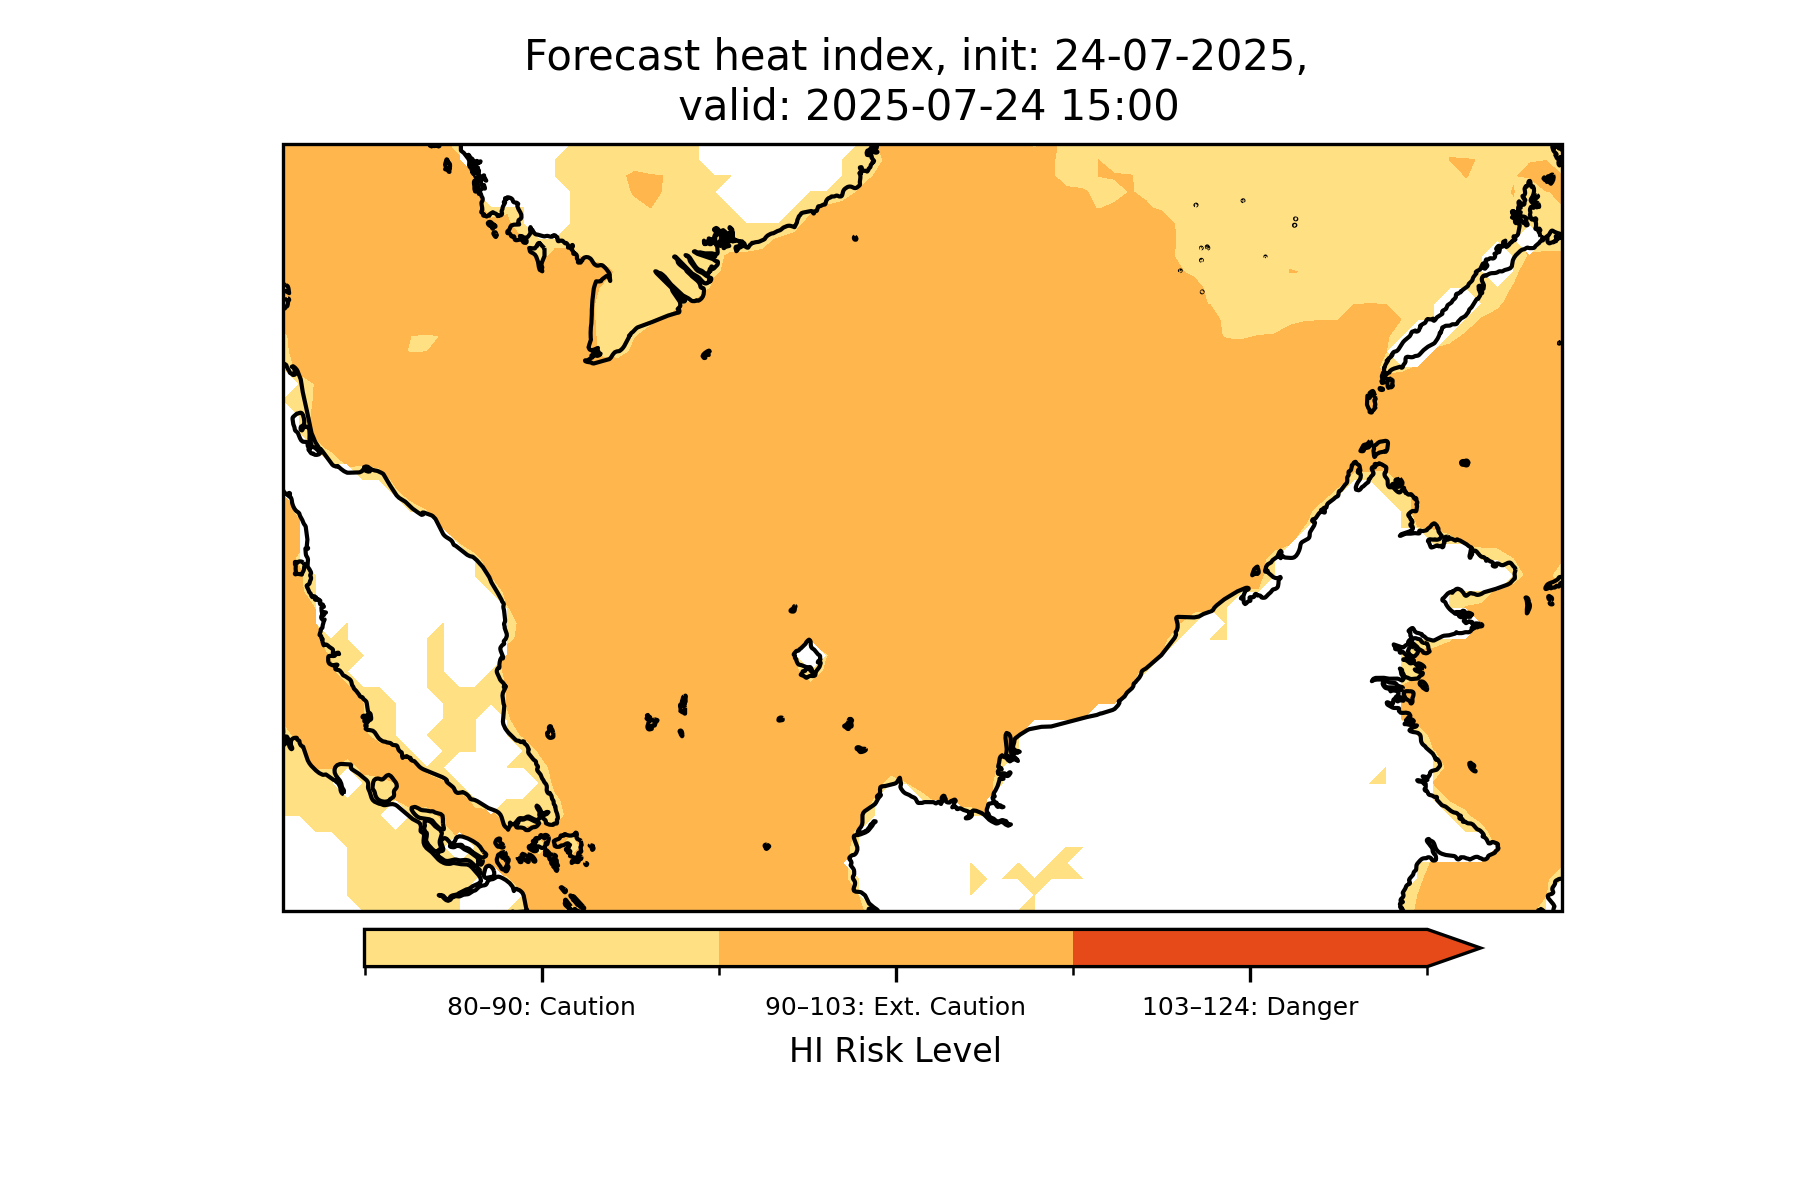 Forecast heat index, init: 24-07-2025,
valid: 2025-07-24 15:00
80–90: Caution
90–103: Ext. Caution
103–124: Danger
HI Risk Level